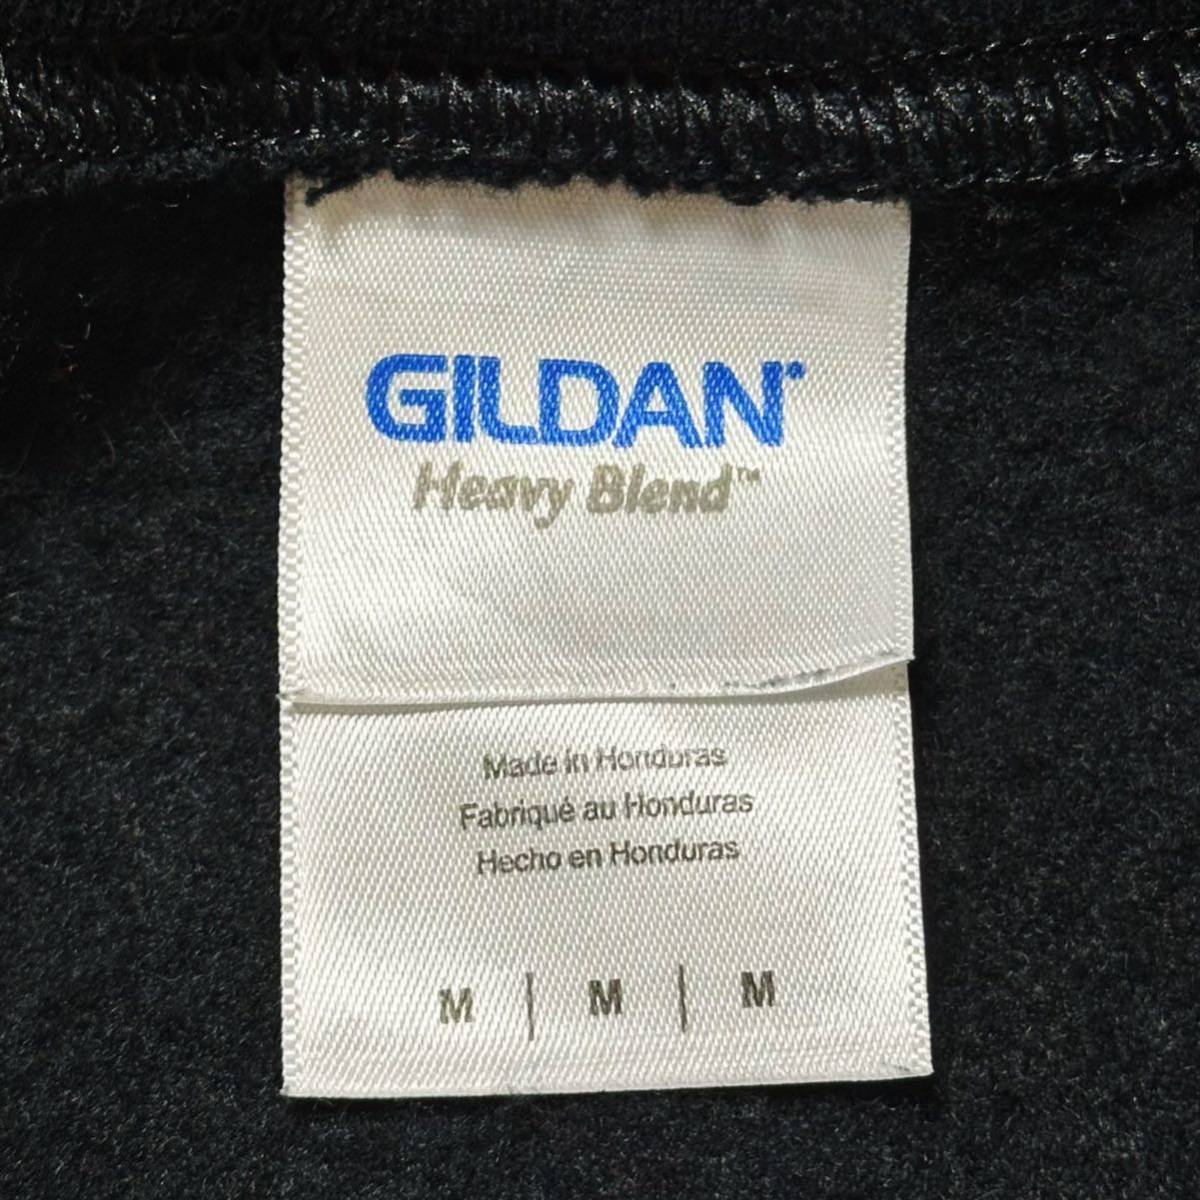 GILDAN®
Heavy Blend™
Made in Honduras
Fabriqué au Honduras
Hecho en Honduras
M | M | M